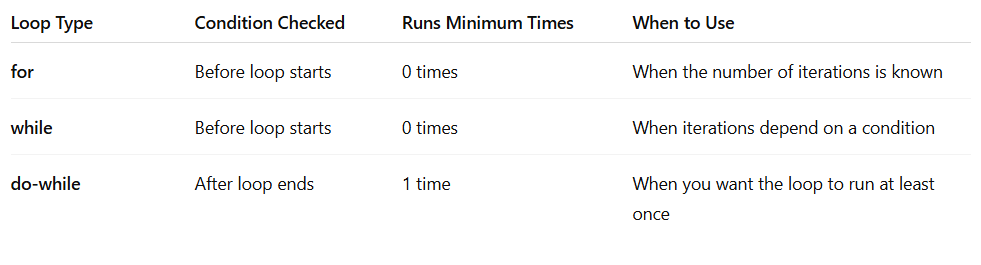 Loop Type Condition Checked Runs Minimum Times When to Use
for Before loop starts 0 times When the number of iterations is known
while Before loop starts 0 times When iterations depend on a condition
do-while After loop ends 1 time When you want the loop to run at least
once